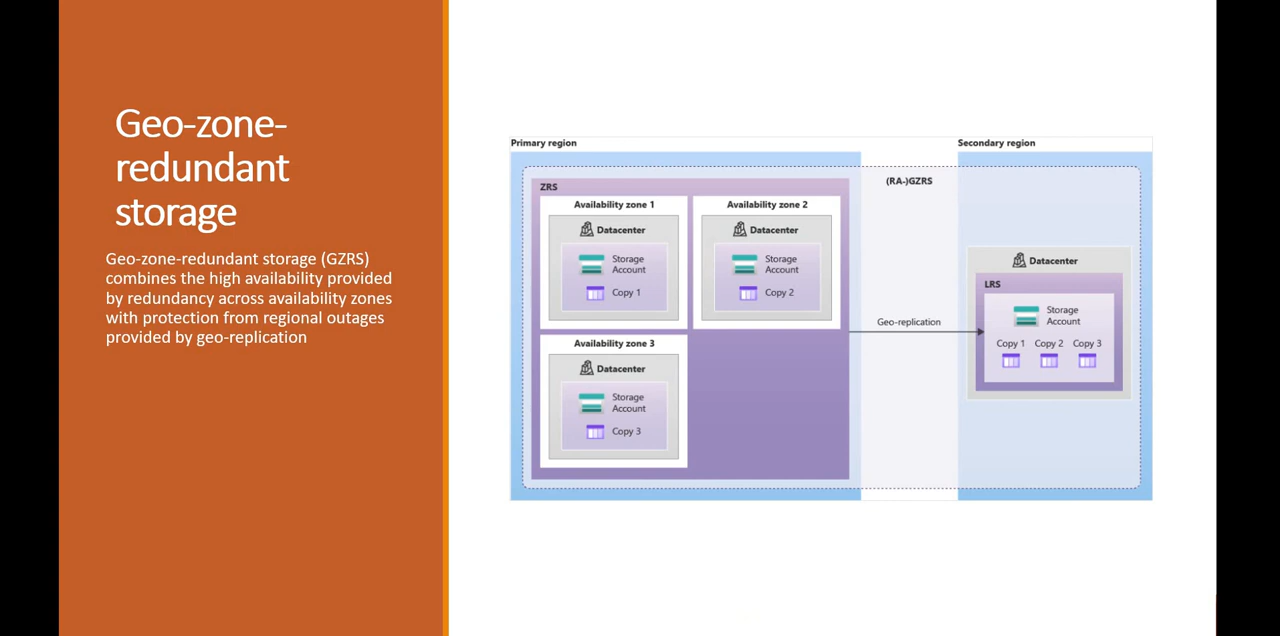 Geo-zone-
redundant
storage
Geo-zone-redundant storage (GZRS)
combines the high availability provided
by redundancy across availability zones
with protection from regional outages
provided by geo-replication
Primary region
Secondary region
(RA-)GZRS
ZRS
Availability zone 1
Datacenter
Storage
Account
Copy 1
Availability zone 2
Datacenter
Storage
Account
Copy 2
Availability zone 3
Datacenter
Storage
Account
Copy 3
Geo-replication
Datacenter
LRS
Storage
Account
Copy 1 Copy 2 Copy 3